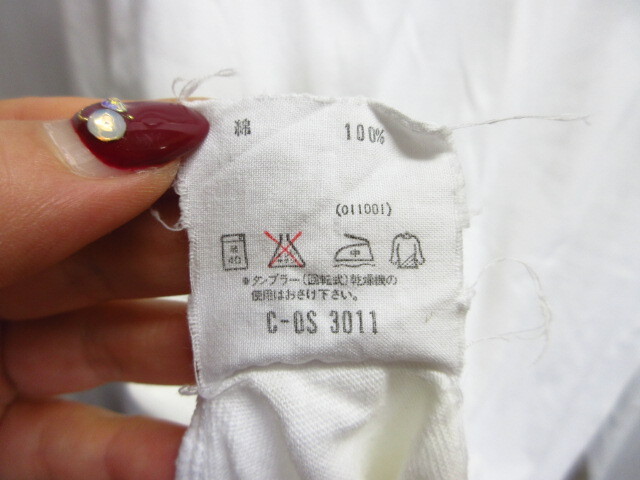 綿 100%
(011001)
40 中
※タンブラー(回転式)乾燥機の
使用はおさけ下さい。
C-OS 3011